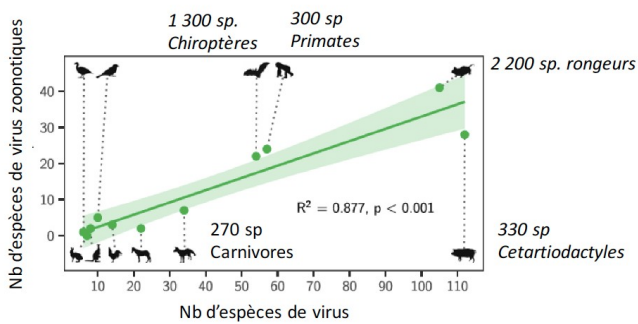 1 300 sp.
Chiroptères
300 sp
Primates
2 200 sp. rongeurs
Nb d'espèces de virus zoonotiques
40
30
20
10
0
R² = 0.877, p < 0.001
270 sp
Carnivores
330 sp
Cetartiodactyles
10 20 30 40 50 60 70 80 90 100 110
Nb d'espèces de virus